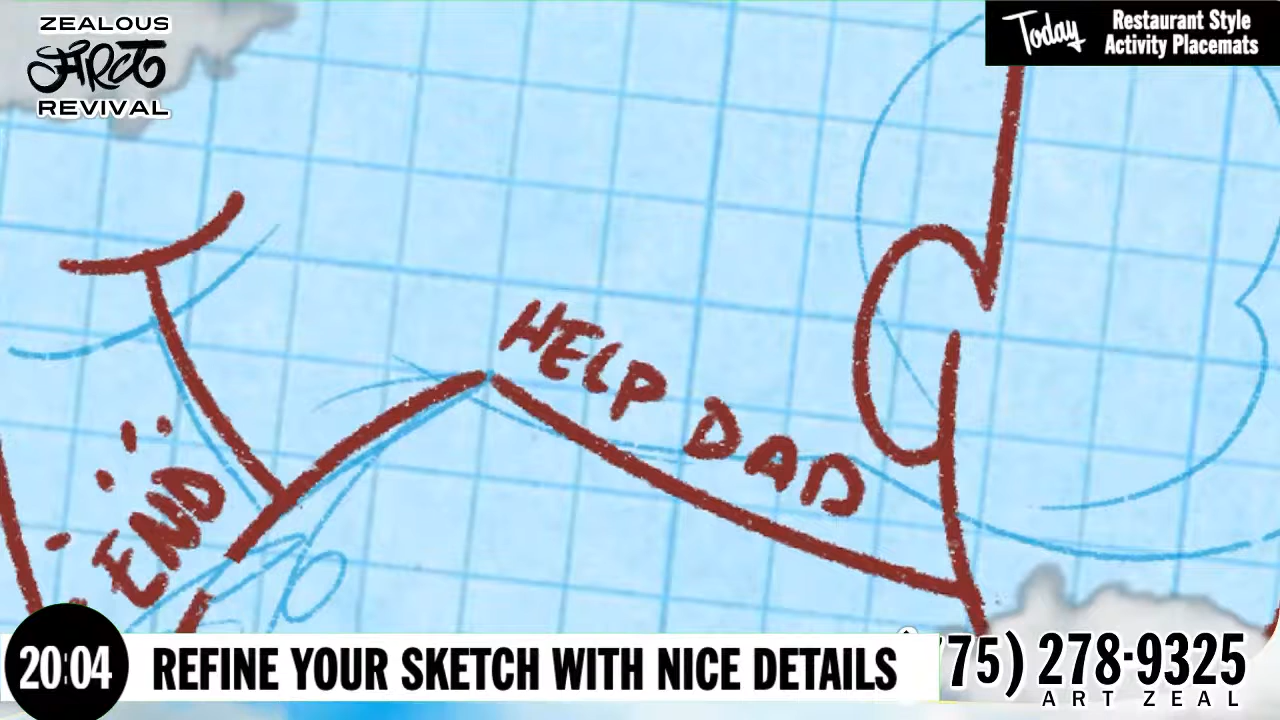 ZEALOUS
ART
REVIVAL
Today
Restaurant Style
Activity Placemats
HELP DAD
END
20:04
REFINE YOUR SKETCH WITH NICE DETAILS
75) 278-9325
ART ZEAL